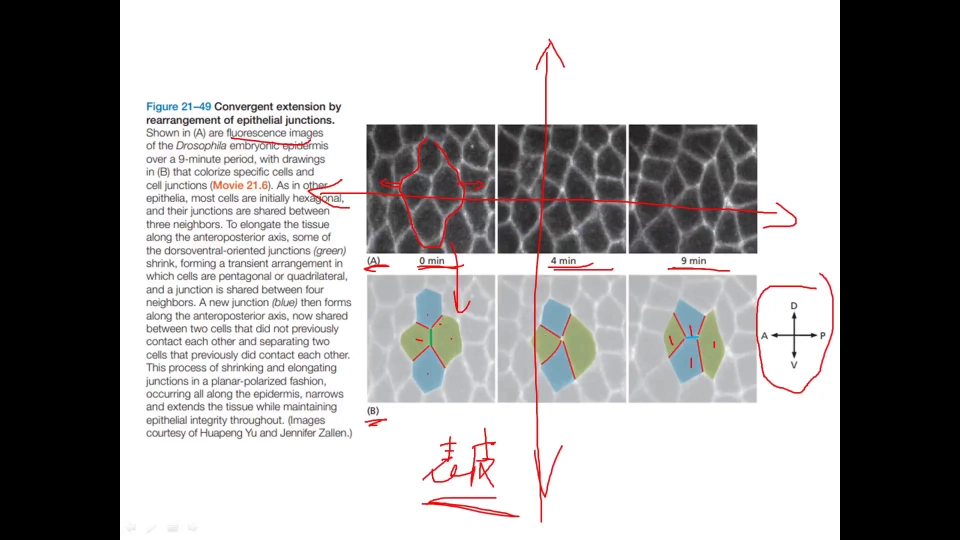 Figure 21–49 Convergent extension by
rearrangement of epithelial junctions.
Shown in (A) are fluorescence images
of the Drosophila embryonic epidermis
over a 9-minute period, with drawings
in (B) that colorize specific cells and
cell junctions (Movie 21.6). As in other
epithelia, most cells are initially hexagonal,
and their junctions are shared between
three neighbors. To elongate the tissue
along the anteroposterior axis, some of
the dorsoventral-oriented junctions (green)
shrink, forming a transient arrangement in
which cells are pentagonal or quadrilateral,
and a junction is shared between four
neighbors. A new junction (blue) then forms
along the anteroposterior axis, now shared
between two cells that did not previously
contact each other and separating two
cells that previously did contact each other.
This process of shrinking and elongating
junctions in a planar-polarized fashion,
occurring all along the epidermis, narrows
and extends the tissue while maintaining
epithelial integrity throughout. (Images
courtesy of Huapeng Yu and Jennifer Zallen.)
(A)
0 min
4 min
9 min
(B)
D
A P
V
表皮